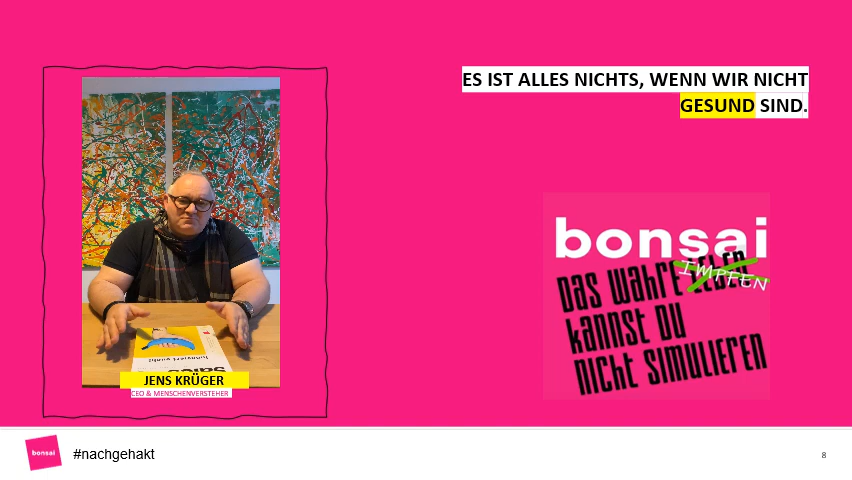 ES IST ALLES NICHTS, WENN WIR NICHT
GESUND SIND.
JENS KRÜGER
CEO & MENSCHENVERSTEHER
bonsai
IMPFEN
Das wahre Leben
kannst Du
nicht simulieren
bonsai
#nachgehakt
8